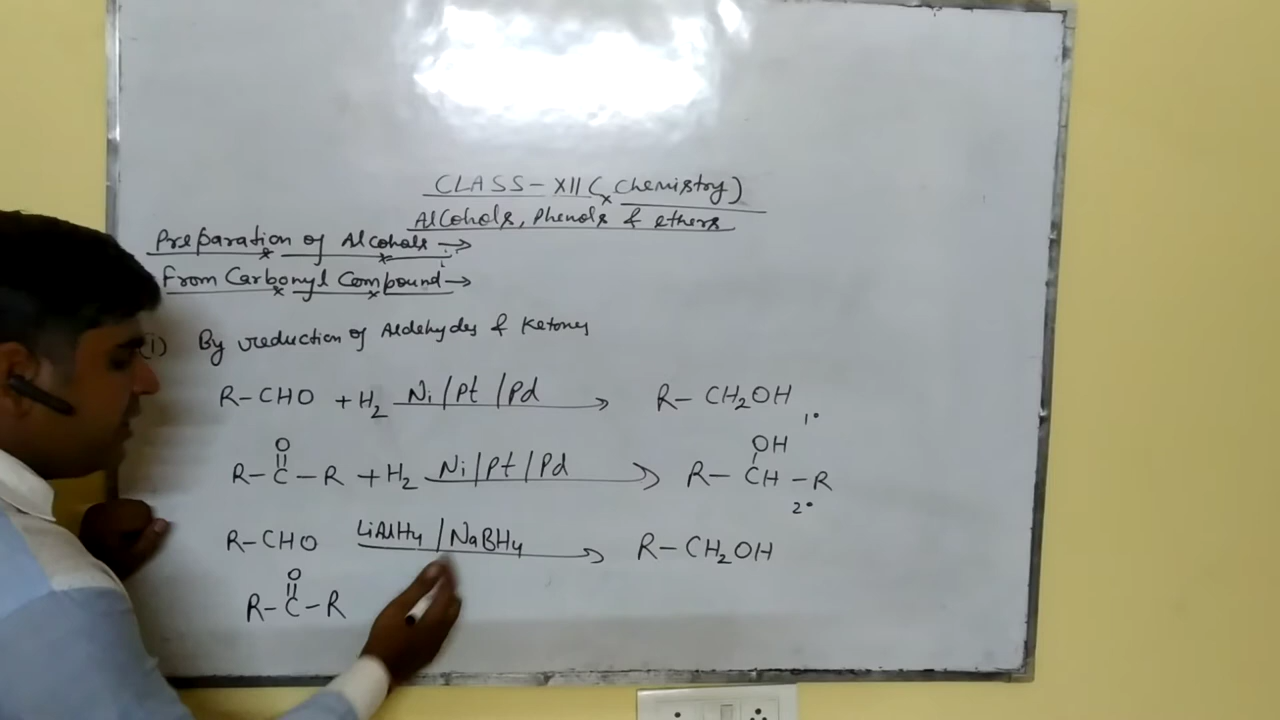 CLASS - XII (Chemistry)
Alcohols, Phenols & ethers
Preparation of Alcohols →
From Carbonyl Compound →
(1) By reduction of Aldehydes & Ketones
R-CHO + H2 Ni/Pt/Pd → R-CH2OH 1°
O OH
R-C-R + H2 Ni/Pt/Pd → R-CH-R 2°
R-CHO LiAlH4/NaBH4 → R-CH2OH
O
R-C-R